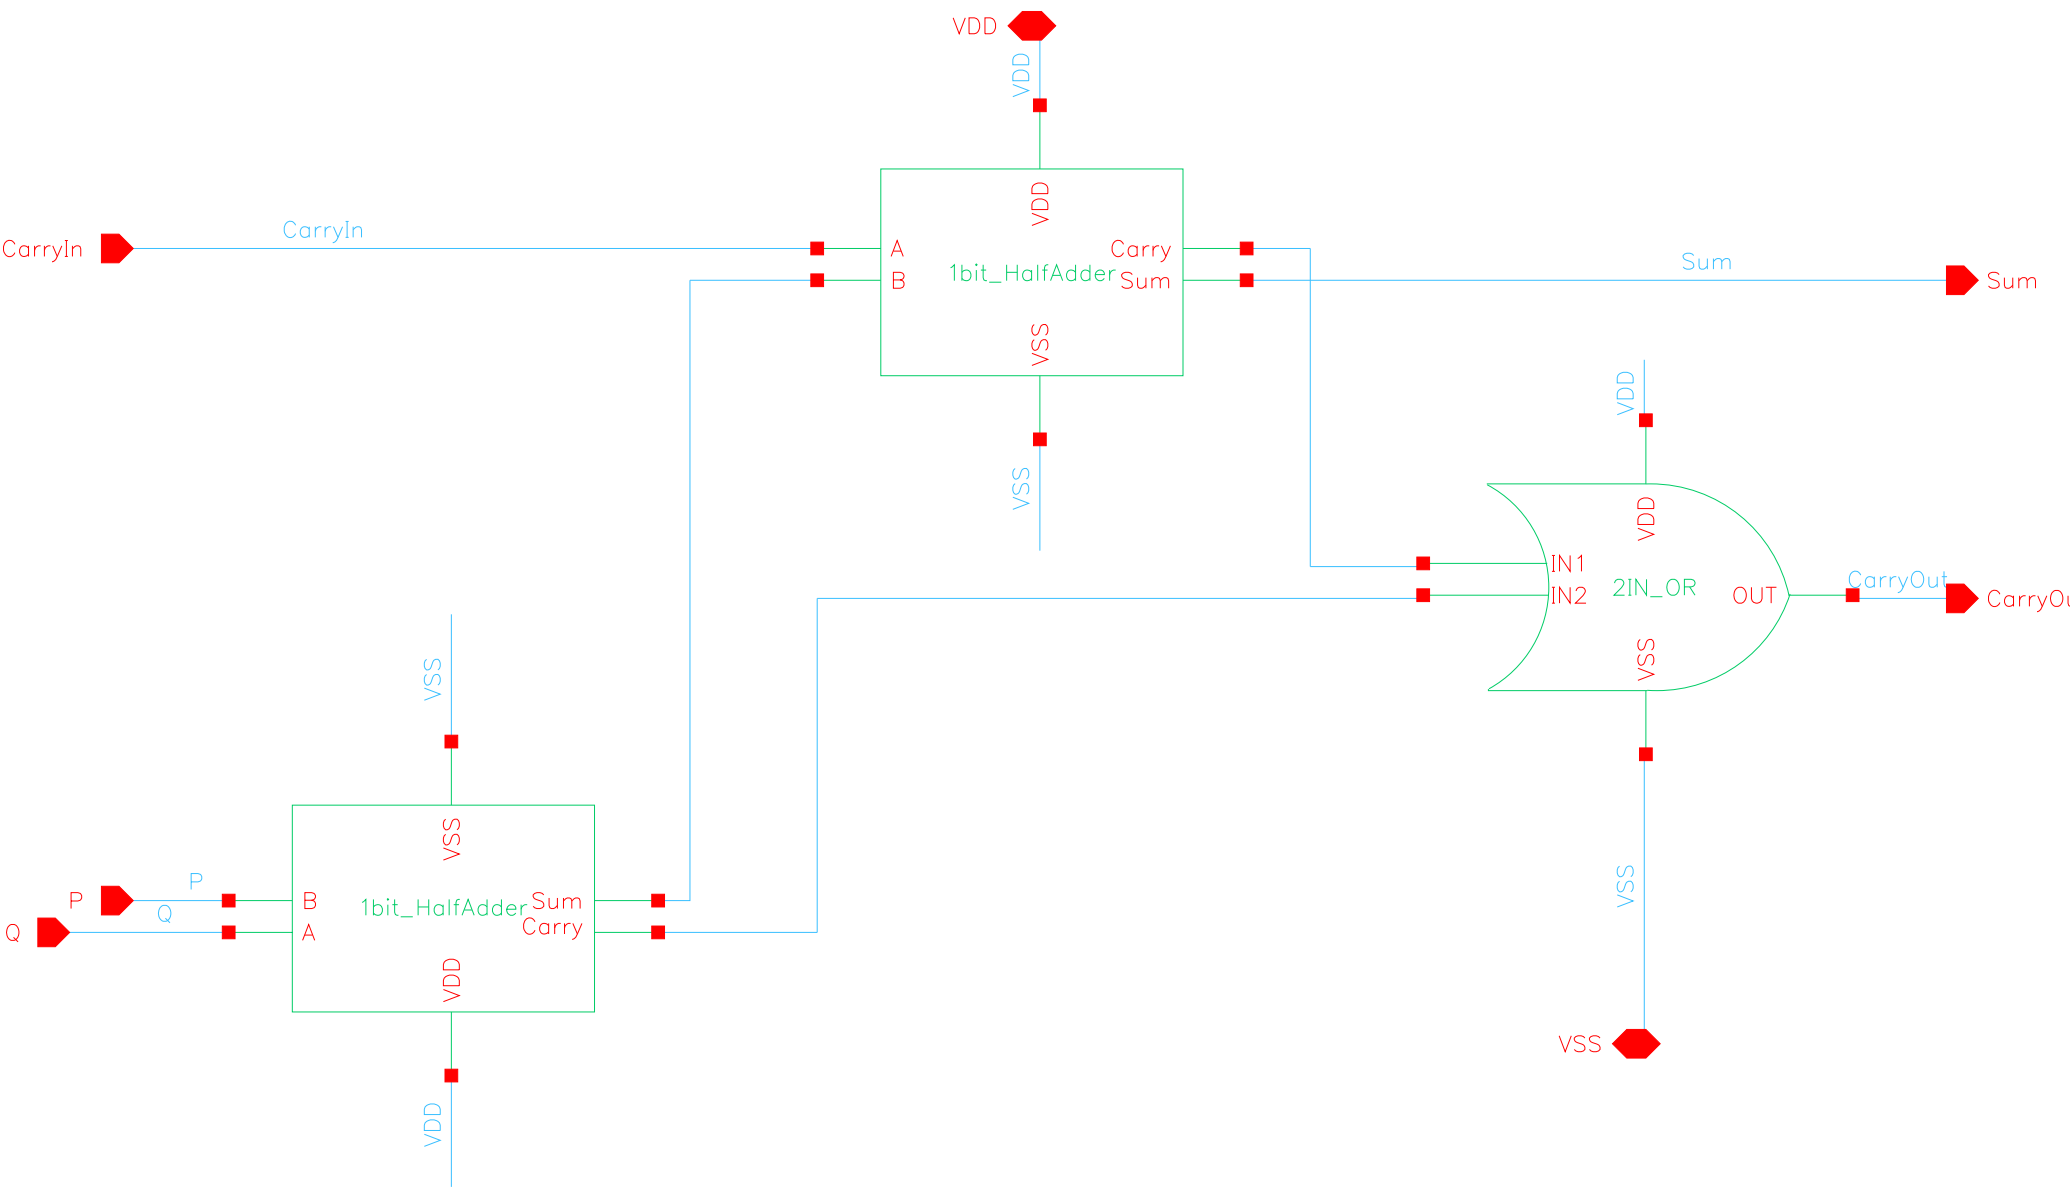 VDD
VDD
VDD
CarryIn
CarryIn
A
Carry
1bit_HalfAdder
B
Sum
Sum
Sum
VSS
VSS
VDD
VDD
IN1
2IN_OR
IN2
OUT
CarryOut
CarryOu
VSS
VSS
VSS
VSS
VSS
P
P
B
1bit_HalfAdder
Sum
Q
Q
A
Carry
VDD
VDD